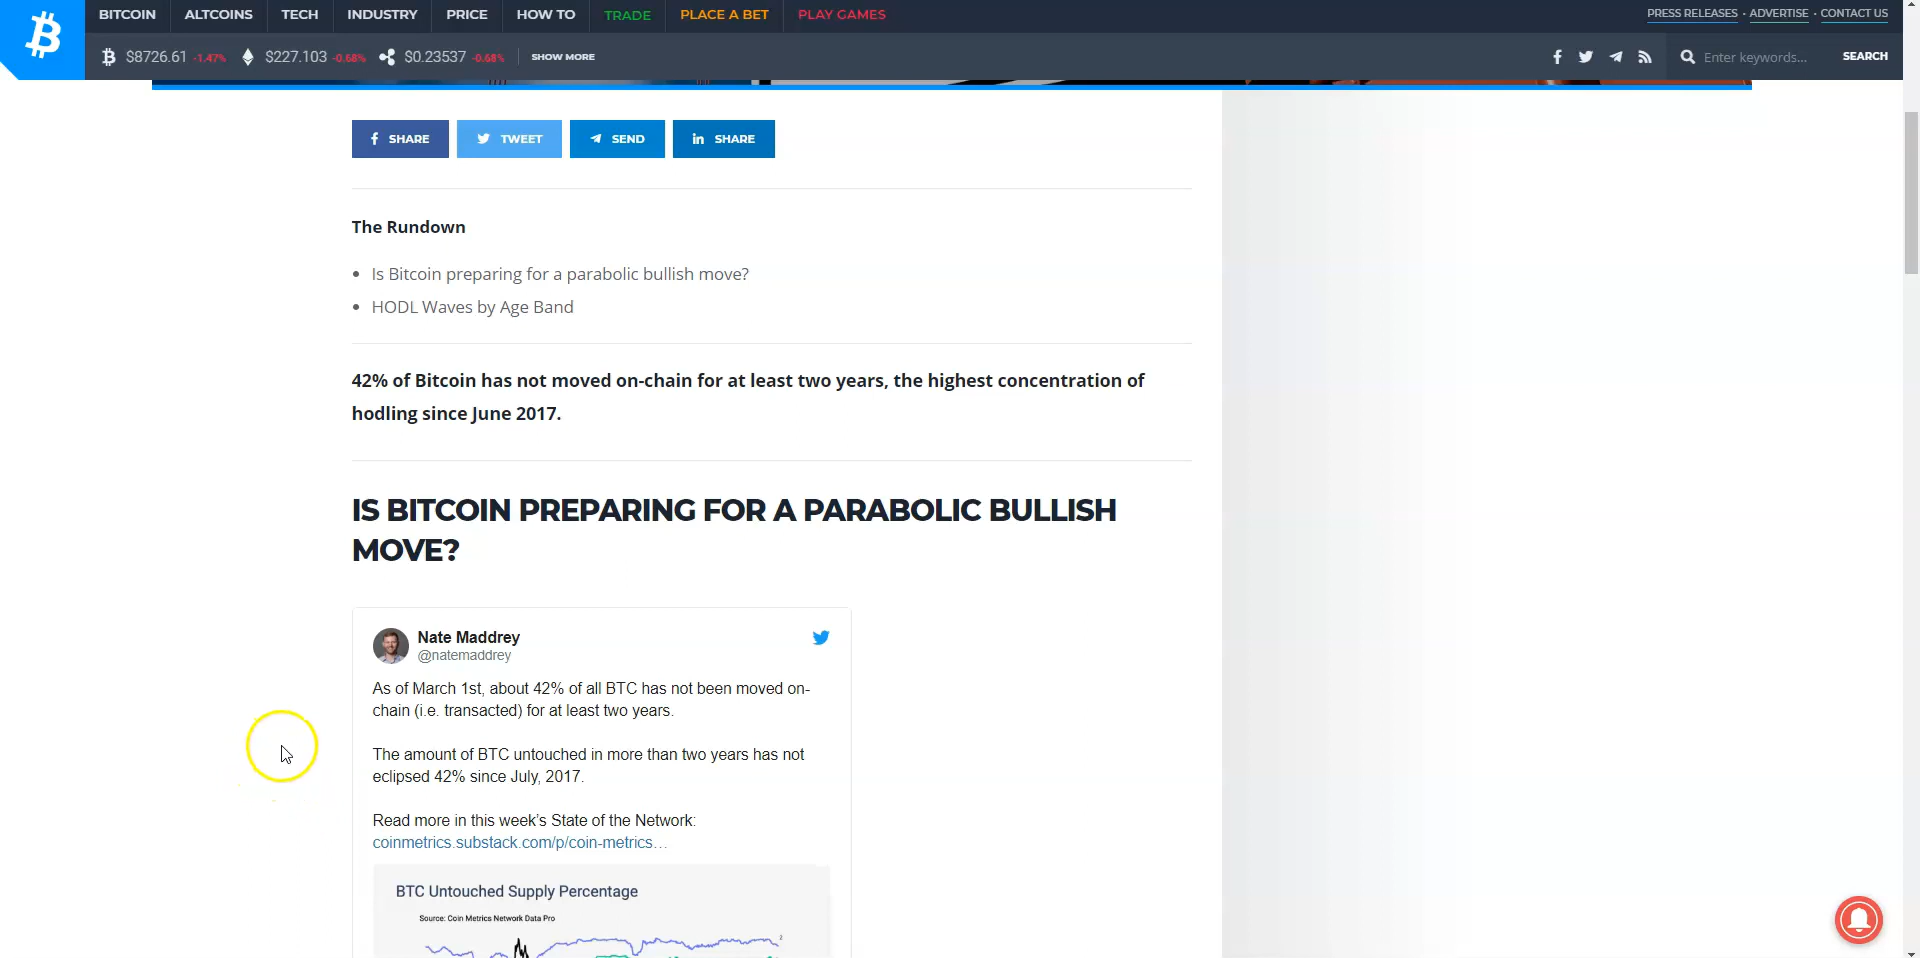 BITCOIN ALTCOINS TECH INDUSTRY PRICE HOW TO TRADE PLACE A BET PLAY GAMES PRESS RELEASES · ADVERTISE · CONTACT US
$8726.61 -1.47% $227.103 -0.68% $0.23537 -0.68% SHOW MORE Enter keywords... SEARCH
SHARE TWEET SEND SHARE
The Rundown
• Is Bitcoin preparing for a parabolic bullish move?
• HODL Waves by Age Band
42% of Bitcoin has not moved on-chain for at least two years, the highest concentration of
hodling since June 2017.
IS BITCOIN PREPARING FOR A PARABOLIC BULLISH
MOVE?
Nate Maddrey
@natemaddrey
As of March 1st, about 42% of all BTC has not been moved on-
chain (i.e. transacted) for at least two years.
The amount of BTC untouched in more than two years has not
eclipsed 42% since July, 2017.
Read more in this week's State of the Network:
coinmetrics.substack.com/p/coin-metrics…
BTC Untouched Supply Percentage
Source: Coin Metrics Network Data Pro
2